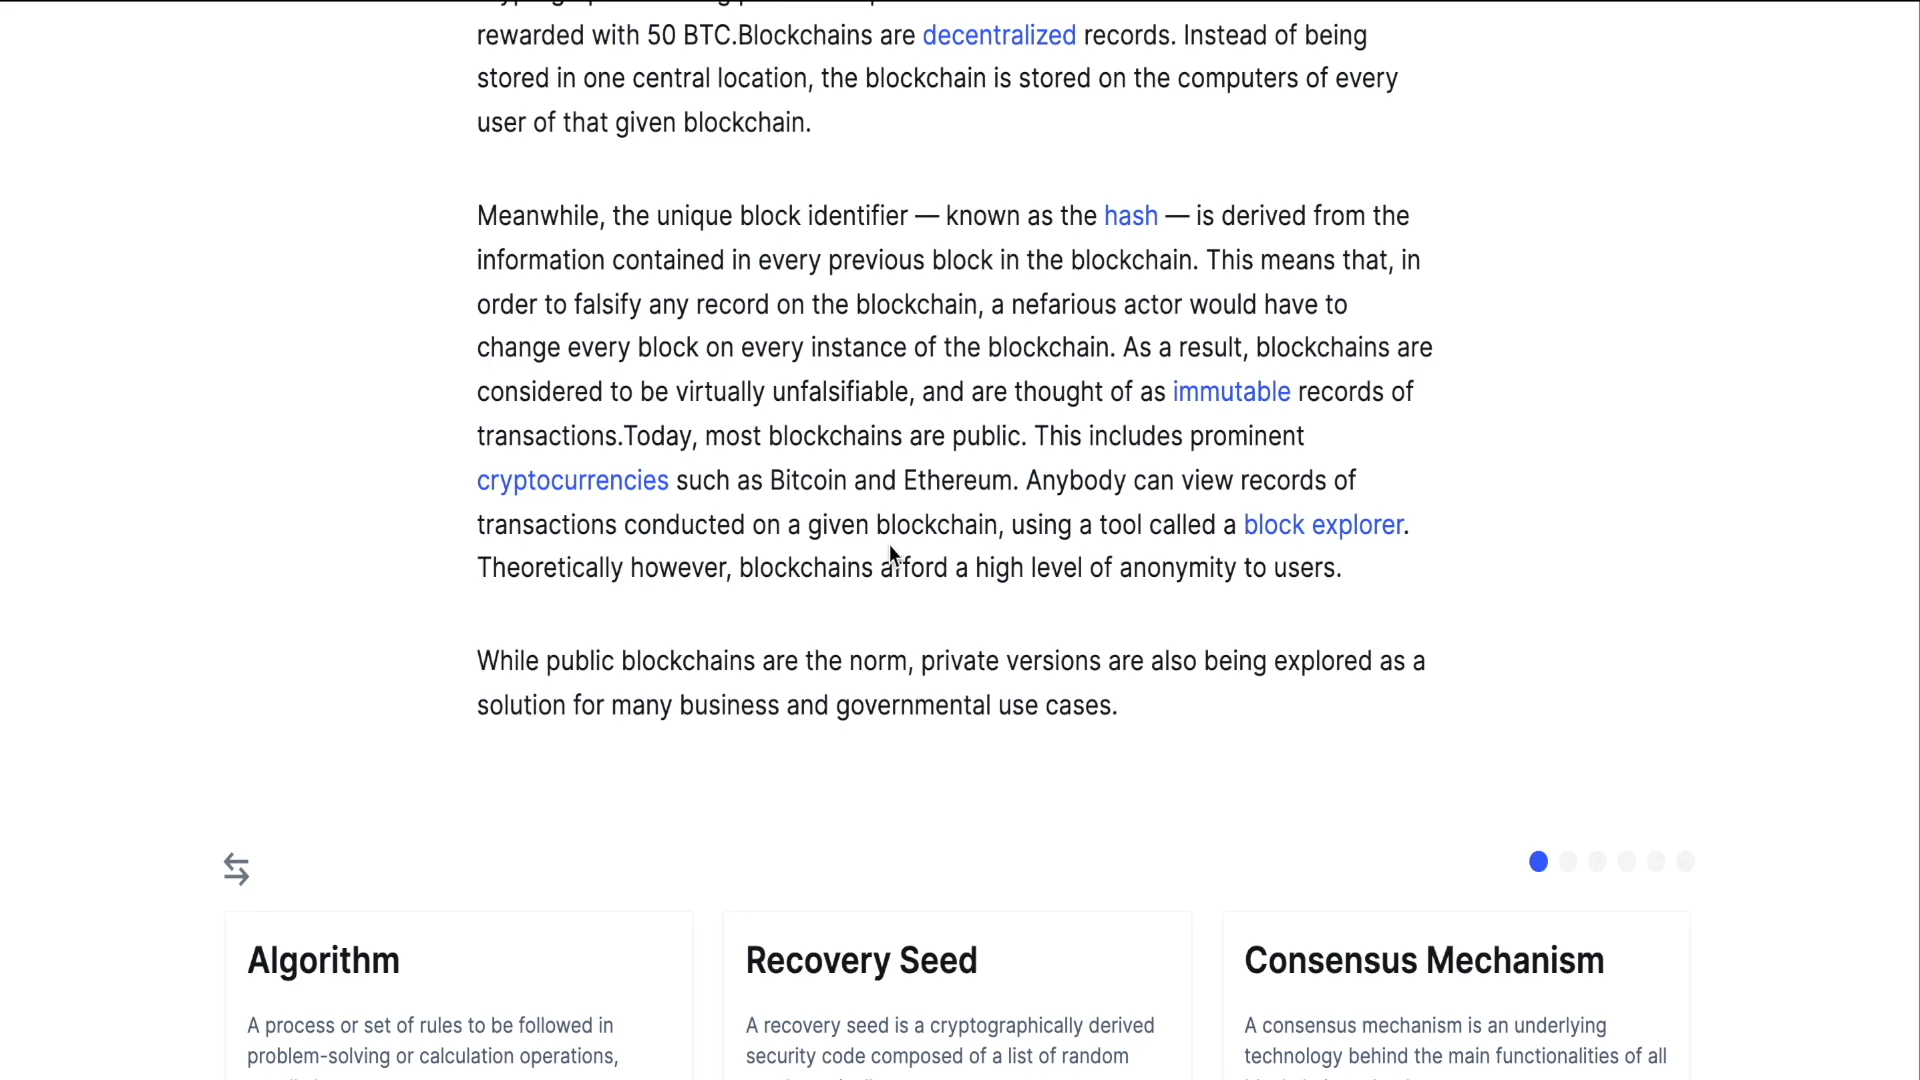 rewarded with 50 BTC.Blockchains are decentralized records. Instead of being
stored in one central location, the blockchain is stored on the computers of every
user of that given blockchain.
Meanwhile, the unique block identifier — known as the hash — is derived from the
information contained in every previous block in the blockchain. This means that, in
order to falsify any record on the blockchain, a nefarious actor would have to
change every block on every instance of the blockchain. As a result, blockchains are
considered to be virtually unfalsifiable, and are thought of as immutable records of
transactions.Today, most blockchains are public. This includes prominent
cryptocurrencies such as Bitcoin and Ethereum. Anybody can view records of
transactions conducted on a given blockchain, using a tool called a block explorer.
Theoretically however, blockchains afford a high level of anonymity to users.
While public blockchains are the norm, private versions are also being explored as a
solution for many business and governmental use cases.
Algorithm
A process or set of rules to be followed in
problem-solving or calculation operations,
Recovery Seed
A recovery seed is a cryptographically derived
security code composed of a list of random
Consensus Mechanism
A consensus mechanism is an underlying
technology behind the main functionalities of all